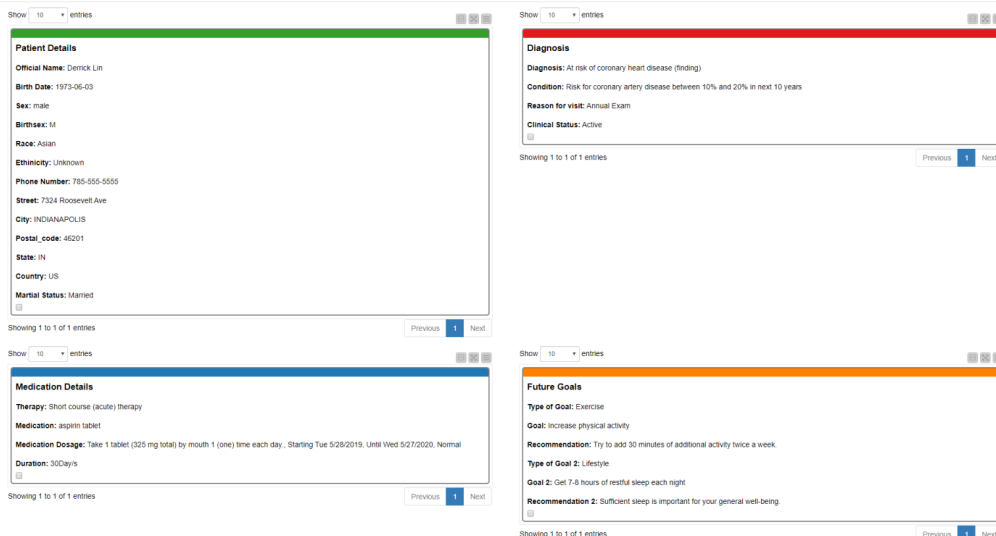 Show 10 entries
Patient Details
Official Name: Derrick Lin
Birth Date: 1973-06-03
Sex: male
Birthsex: M
Race: Asian
Ethinicity: Unknown
Phone Number: 785-555-5555
Street: 7324 Roosevelt Ave
City: INDIANAPOLIS
Postal_code: 46201
State: IN
Country: US
Martial Status: Married
Showing 1 to 1 of 1 entries
Previous 1 Next
Show 10 entries
Diagnosis
Diagnosis: At risk of coronary heart disease (finding)
Condition: Risk for coronary artery disease between 10% and 20% in next 10 years
Reason for visit: Annual Exam
Clinical Status: Active
Showing 1 to 1 of 1 entries
Previous 1 Next
Show 10 entries
Medication Details
Therapy: Short course (acute) therapy
Medication: aspirin tablet
Medication Dosage: Take 1 tablet (325 mg total) by mouth 1 (one) time each day., Starting Tue 5/28/2019, Until Wed 5/27/2020, Normal
Duration: 30Day/s
Showing 1 to 1 of 1 entries
Previous 1 Next
Show 10 entries
Future Goals
Type of Goal: Exercise
Goal: Increase physical activity
Recommendation: Try to add 30 minutes of additional activity twice a week.
Type of Goal 2: Lifestyle
Goal 2: Get 7-8 hours of restful sleep each night
Recommendation 2: Sufficient sleep is important for your general well-being.
Showing 1 to 1 of 1 entries
Previous 1 Next